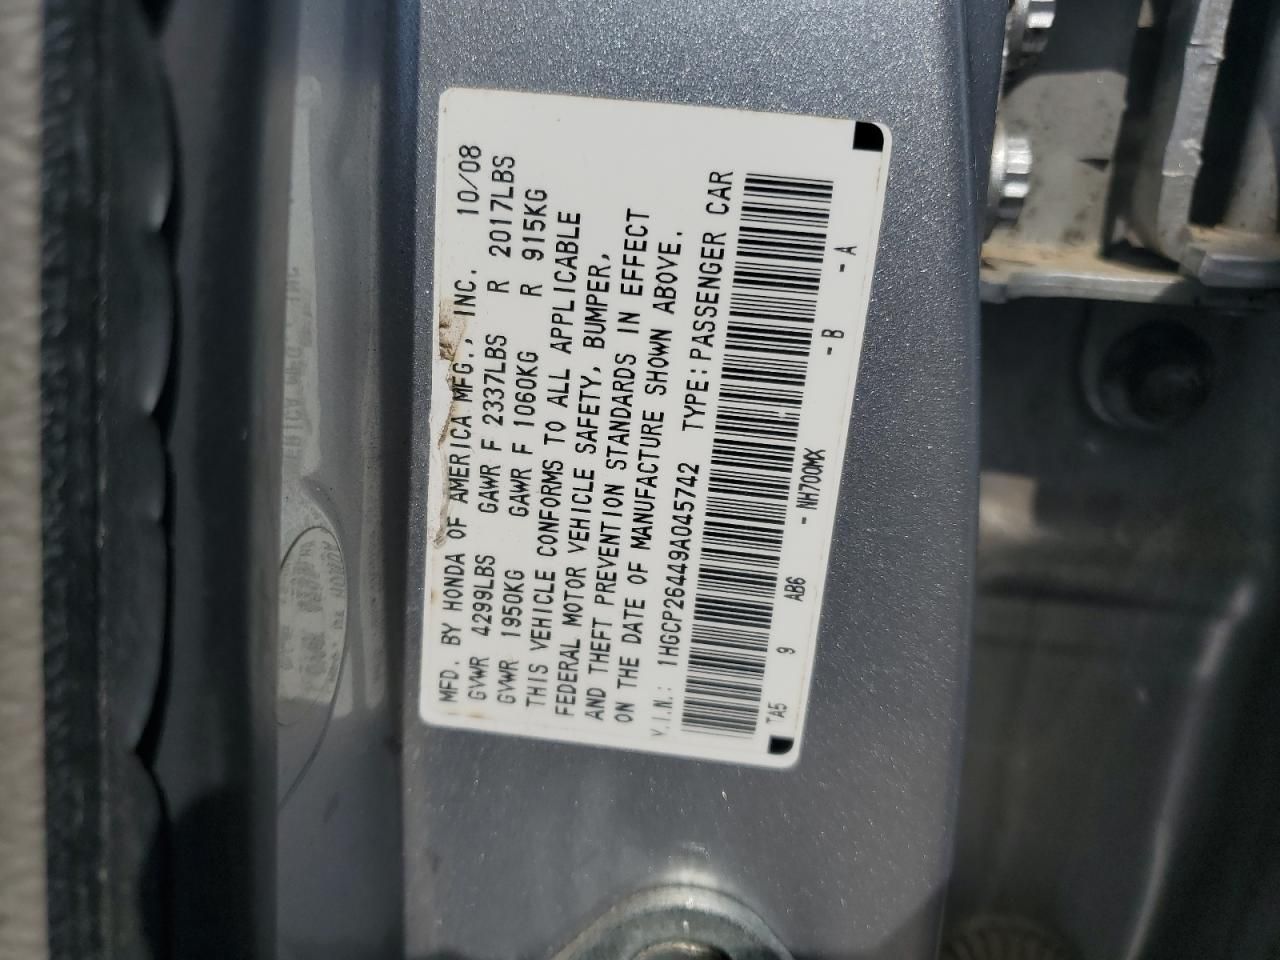 MFD. BY HONDA OF AMERICA MFG., INC. 10/08
GVWR 4299LBS GAWR F 2337LBS R 2017LBS
GVWR 1950KG GAWR F 1060KG R 915KG
THIS VEHICLE CONFORMS TO ALL APPLICABLE
FEDERAL MOTOR VEHICLE SAFETY, BUMPER,
AND THEFT PREVENTION STANDARDS IN EFFECT
ON THE DATE OF MANUFACTURE SHOWN ABOVE.
V.I.N.: 1HGCP26449A045742 TYPE: PASSENGER CAR
TA5 9 AB6 - NH700MX - B - A